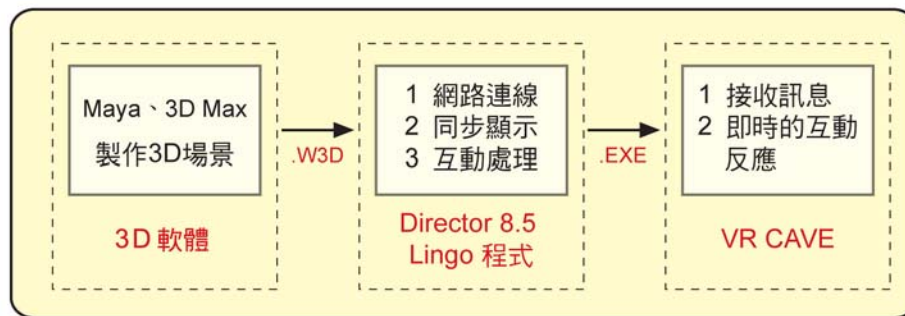 Maya、3D Max
製作3D場景
3D 軟體
.W3D
1 網路連線
2 同步顯示
3 互動處理
Director 8.5
Lingo 程式
.EXE
1 接收訊息
2 即時的互動
反應
VR CAVE